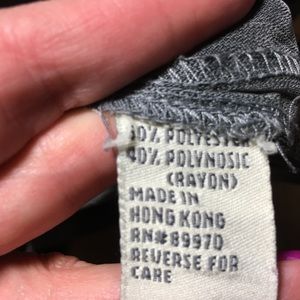 % POLYESTER
40% POLYNOSIC
(RAYON)
MADE IN
HONG KONG
RN# 89970
REVERSE FOR
CARE